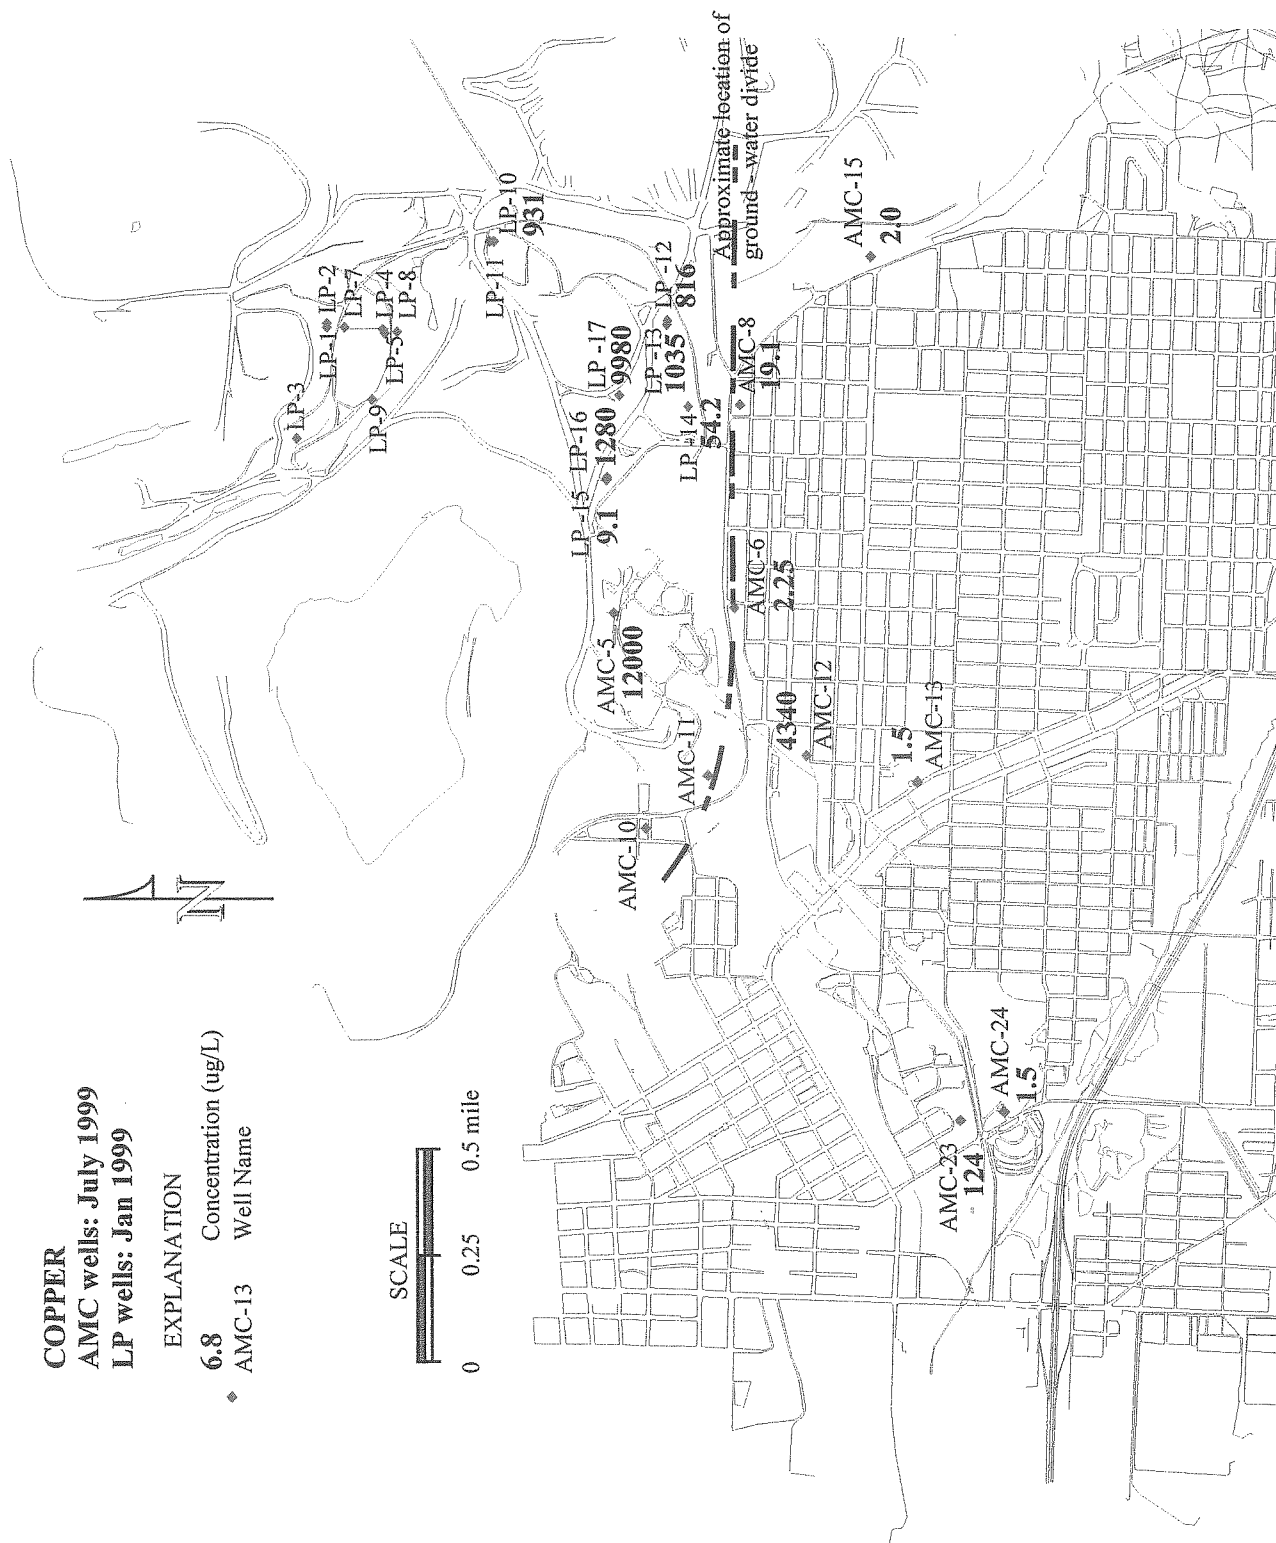 COPPER
AMC wells: July 1999
LP wells: Jan 1999
EXPLANATION
6.8 Concentration (ug/L)
AMC-13 Well Name
SCALE
0 0.25 0.5 mile
N
LP-3
LP-1
LP-2
LP-7
LP-4
LP-5
LP-8
LP-9
LP-11
LP-10
931
LP-15
9.1
LP-16
1280
LP-17
9980
LP-13
1035
LP-12
816
LP-14
54.2
AMC-5
12000
AMC-11
AMC-10
Approximate location of
ground - water divide
AMC-8
19.1
AMC-6
2.25
AMC-15
2.0
4340
AMC-12
1.5
AMC-13
AMC-23
124
AMC-24
1.5